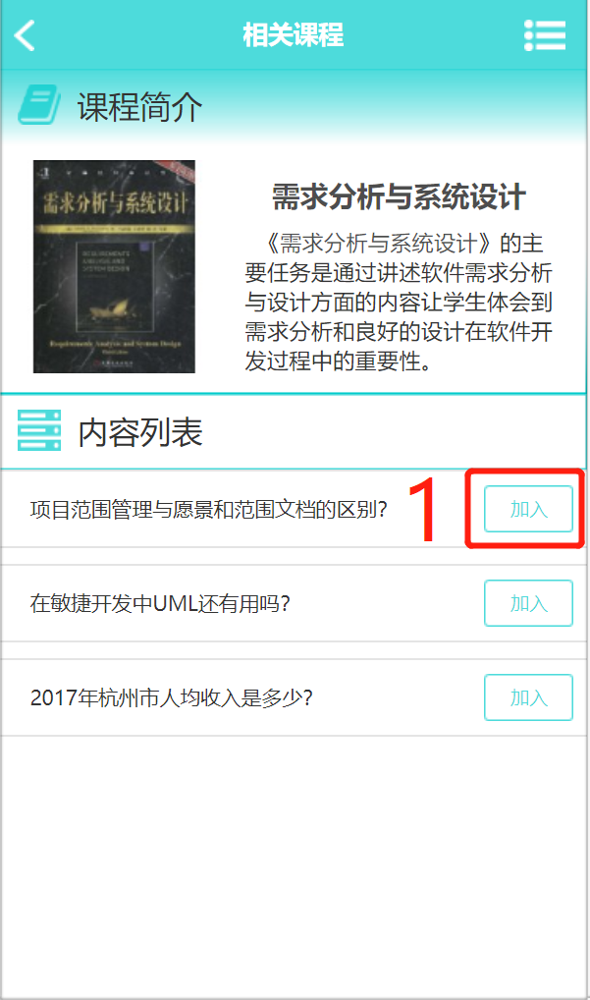 相关课程
课程简介
需求分析与系统设计
REQUIREMENTS
ANALYSIS AND
SYSTEM DESIGN
Requirements Analysis and System Design
需求分析与系统设计
《需求分析与系统设计》的主
要任务是通过讲述软件需求分析
与设计方面的内容让学生体会到
需求分析和良好的设计在软件开
发过程中的重要性。
内容列表
项目范围管理与愿景和范围文档的区别?
1
加入
在敏捷开发中UML还有用吗?
加入
2017年杭州市人均收入是多少?
加入